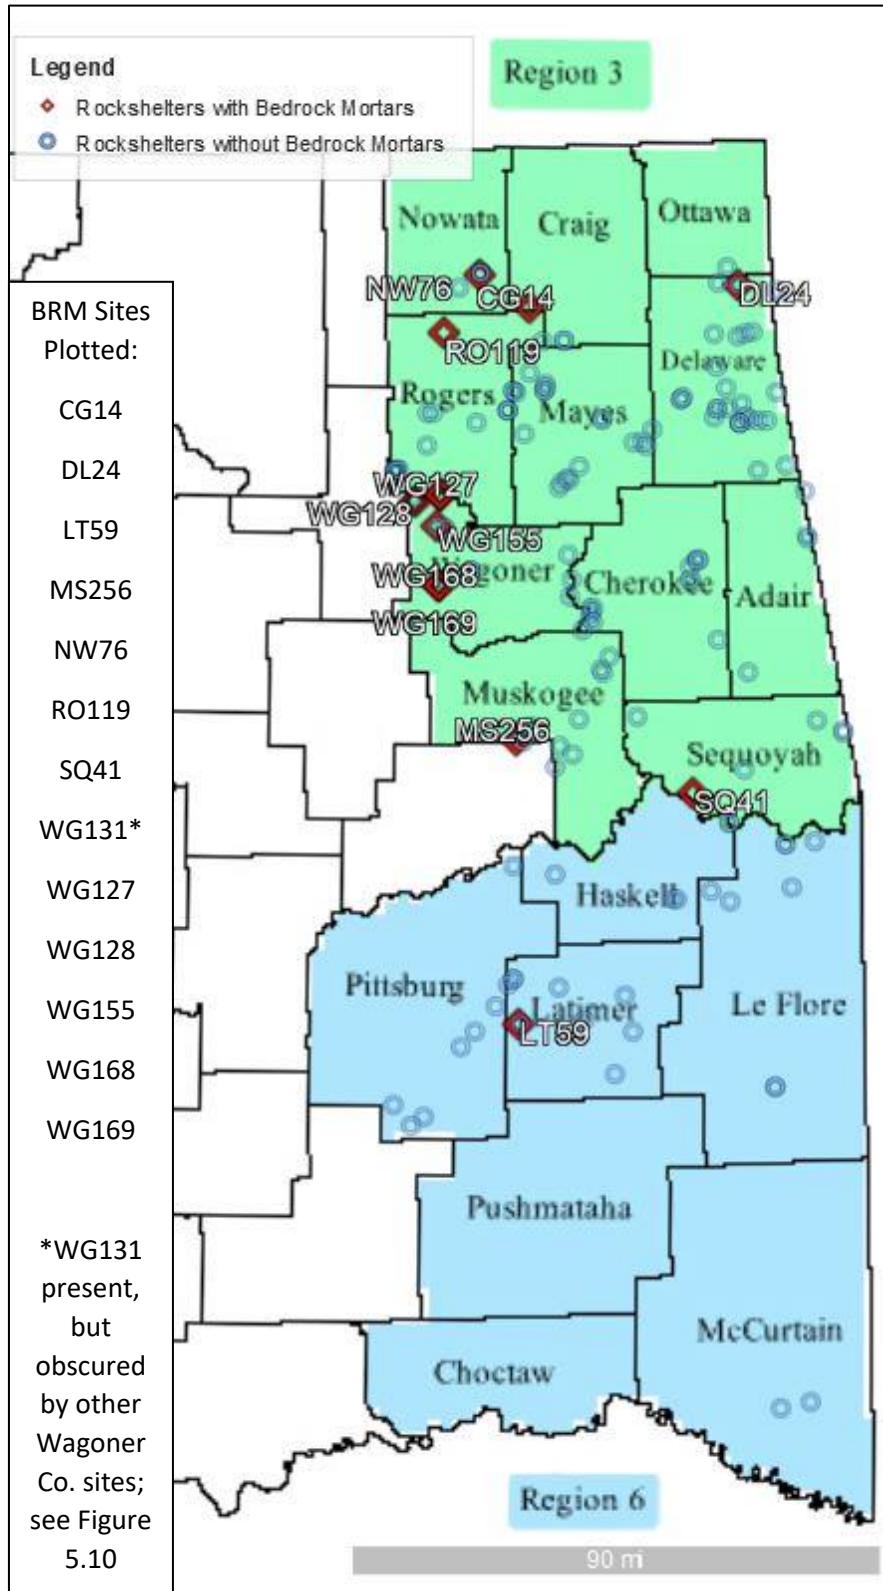 Legend
Rockshelters with Bedrock Mortars
Rockshelters without Bedrock Mortars
Region 3
Nowata
Craig
Ottawa
NW76
CG14
DL24
RO119
Delaware
Rogers
Mayes
WG127
WG128
WG155
Wagoner
WG168
Cherokee
Adair
WG169
Muskogee
MS256
Sequoyah
SQ41
Haskell
Pittsburg
Latimer
Le Flore
LT59
Pushmataha
McCurtain
Choctaw
Region 6
90 mi
BRM Sites
Plotted:
CG14
DL24
LT59
MS256
NW76
RO119
SQ41
WG131*
WG127
WG128
WG155
WG168
WG169
*WG131
present,
but
obscured
by other
Wagoner
Co. sites;
see Figure
5.10